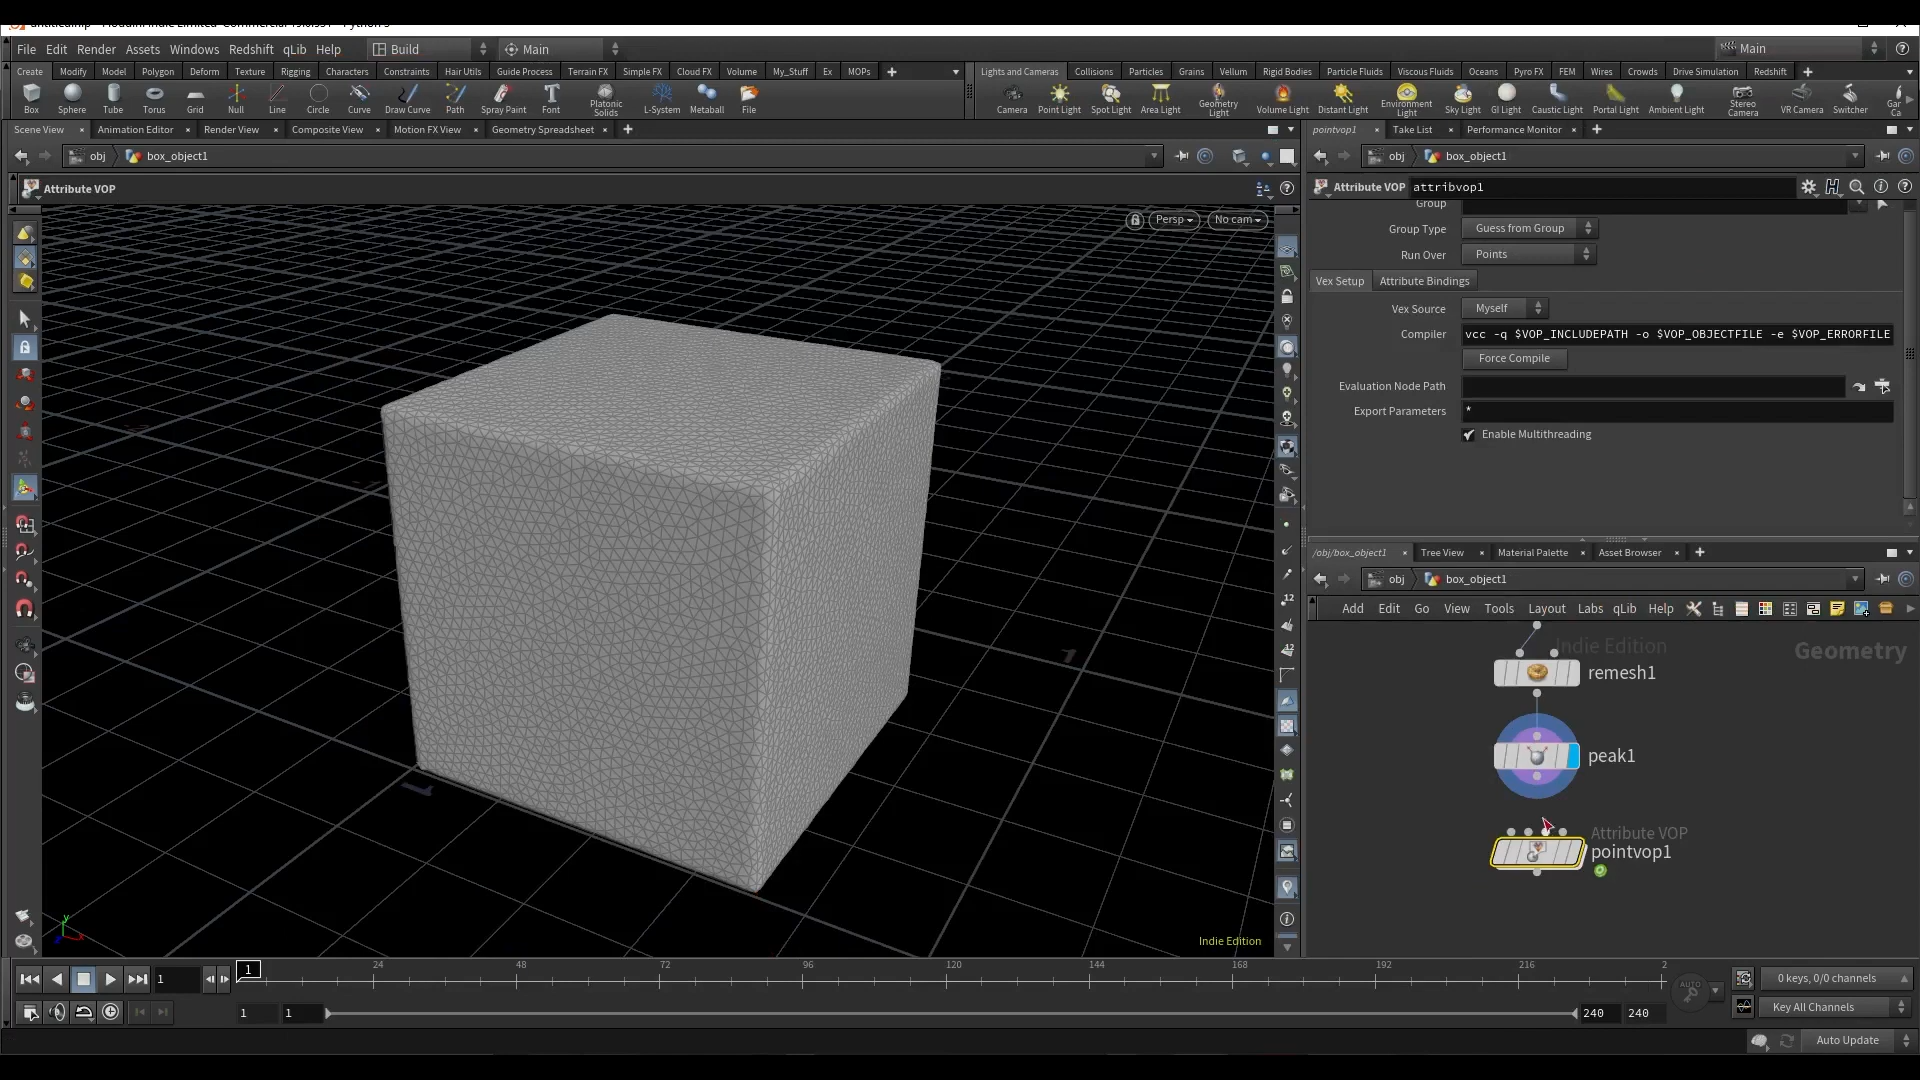 File Edit Render Assets Windows Redshift qLib Help Build Main Main
Create Modify Model Polygon Deform Texture Rigging Characters Constraints Hair Utils Guide Process Terrain FX Simple FX Cloud FX Volume My_Stuff Ex MOPs
Lights and Cameras Collisions Particles Grains Vellum Rigid Bodies Particle Fluids Viscous Fluids Oceans Pyro FX FEM Wires Crowds Drive Simulation Redshift
Box Sphere Tube Torus Grid Null Line Circle Curve Draw Curve Path Spray Paint Font Platonic Solids L-System Metaball File
Camera Point Light Spot Light Area Light Geometry Light Volume Light Distant Light Environment Light Sky Light GI Light Caustic Light Portal Light Ambient Light Stereo Camera VR Camera Switcher Gar Ca
Scene View Animation Editor Render View Composite View Motion FX View Geometry Spreadsheet
pointvop1 Take List Performance Monitor
obj box_object1
obj box_object1
Attribute VOP
Attribute VOP attribvop1
Persp No cam
Group
Group Type Guess from Group
Run Over Points
Vex Setup Attribute Bindings
Vex Source Myself
Compiler vcc -q $VOP_INCLUDEPATH -o $VOP_OBJECTFILE -e $VOP_ERRORFILE
Force Compile
Evaluation Node Path
Export Parameters *
Enable Multithreading
/obj/box_object1 Tree View Material Palette Asset Browser
obj box_object1
Add Edit Go View Tools Layout Labs qLib Help
Indie Edition
Geometry
remesh1
peak1
Attribute VOP
pointvop1
Indie Edition
1 1 24 48 72 96 120 144 168 192 216 2
0 keys, 0/0 channels
1 1 240 240
Key All Channels
Auto Update